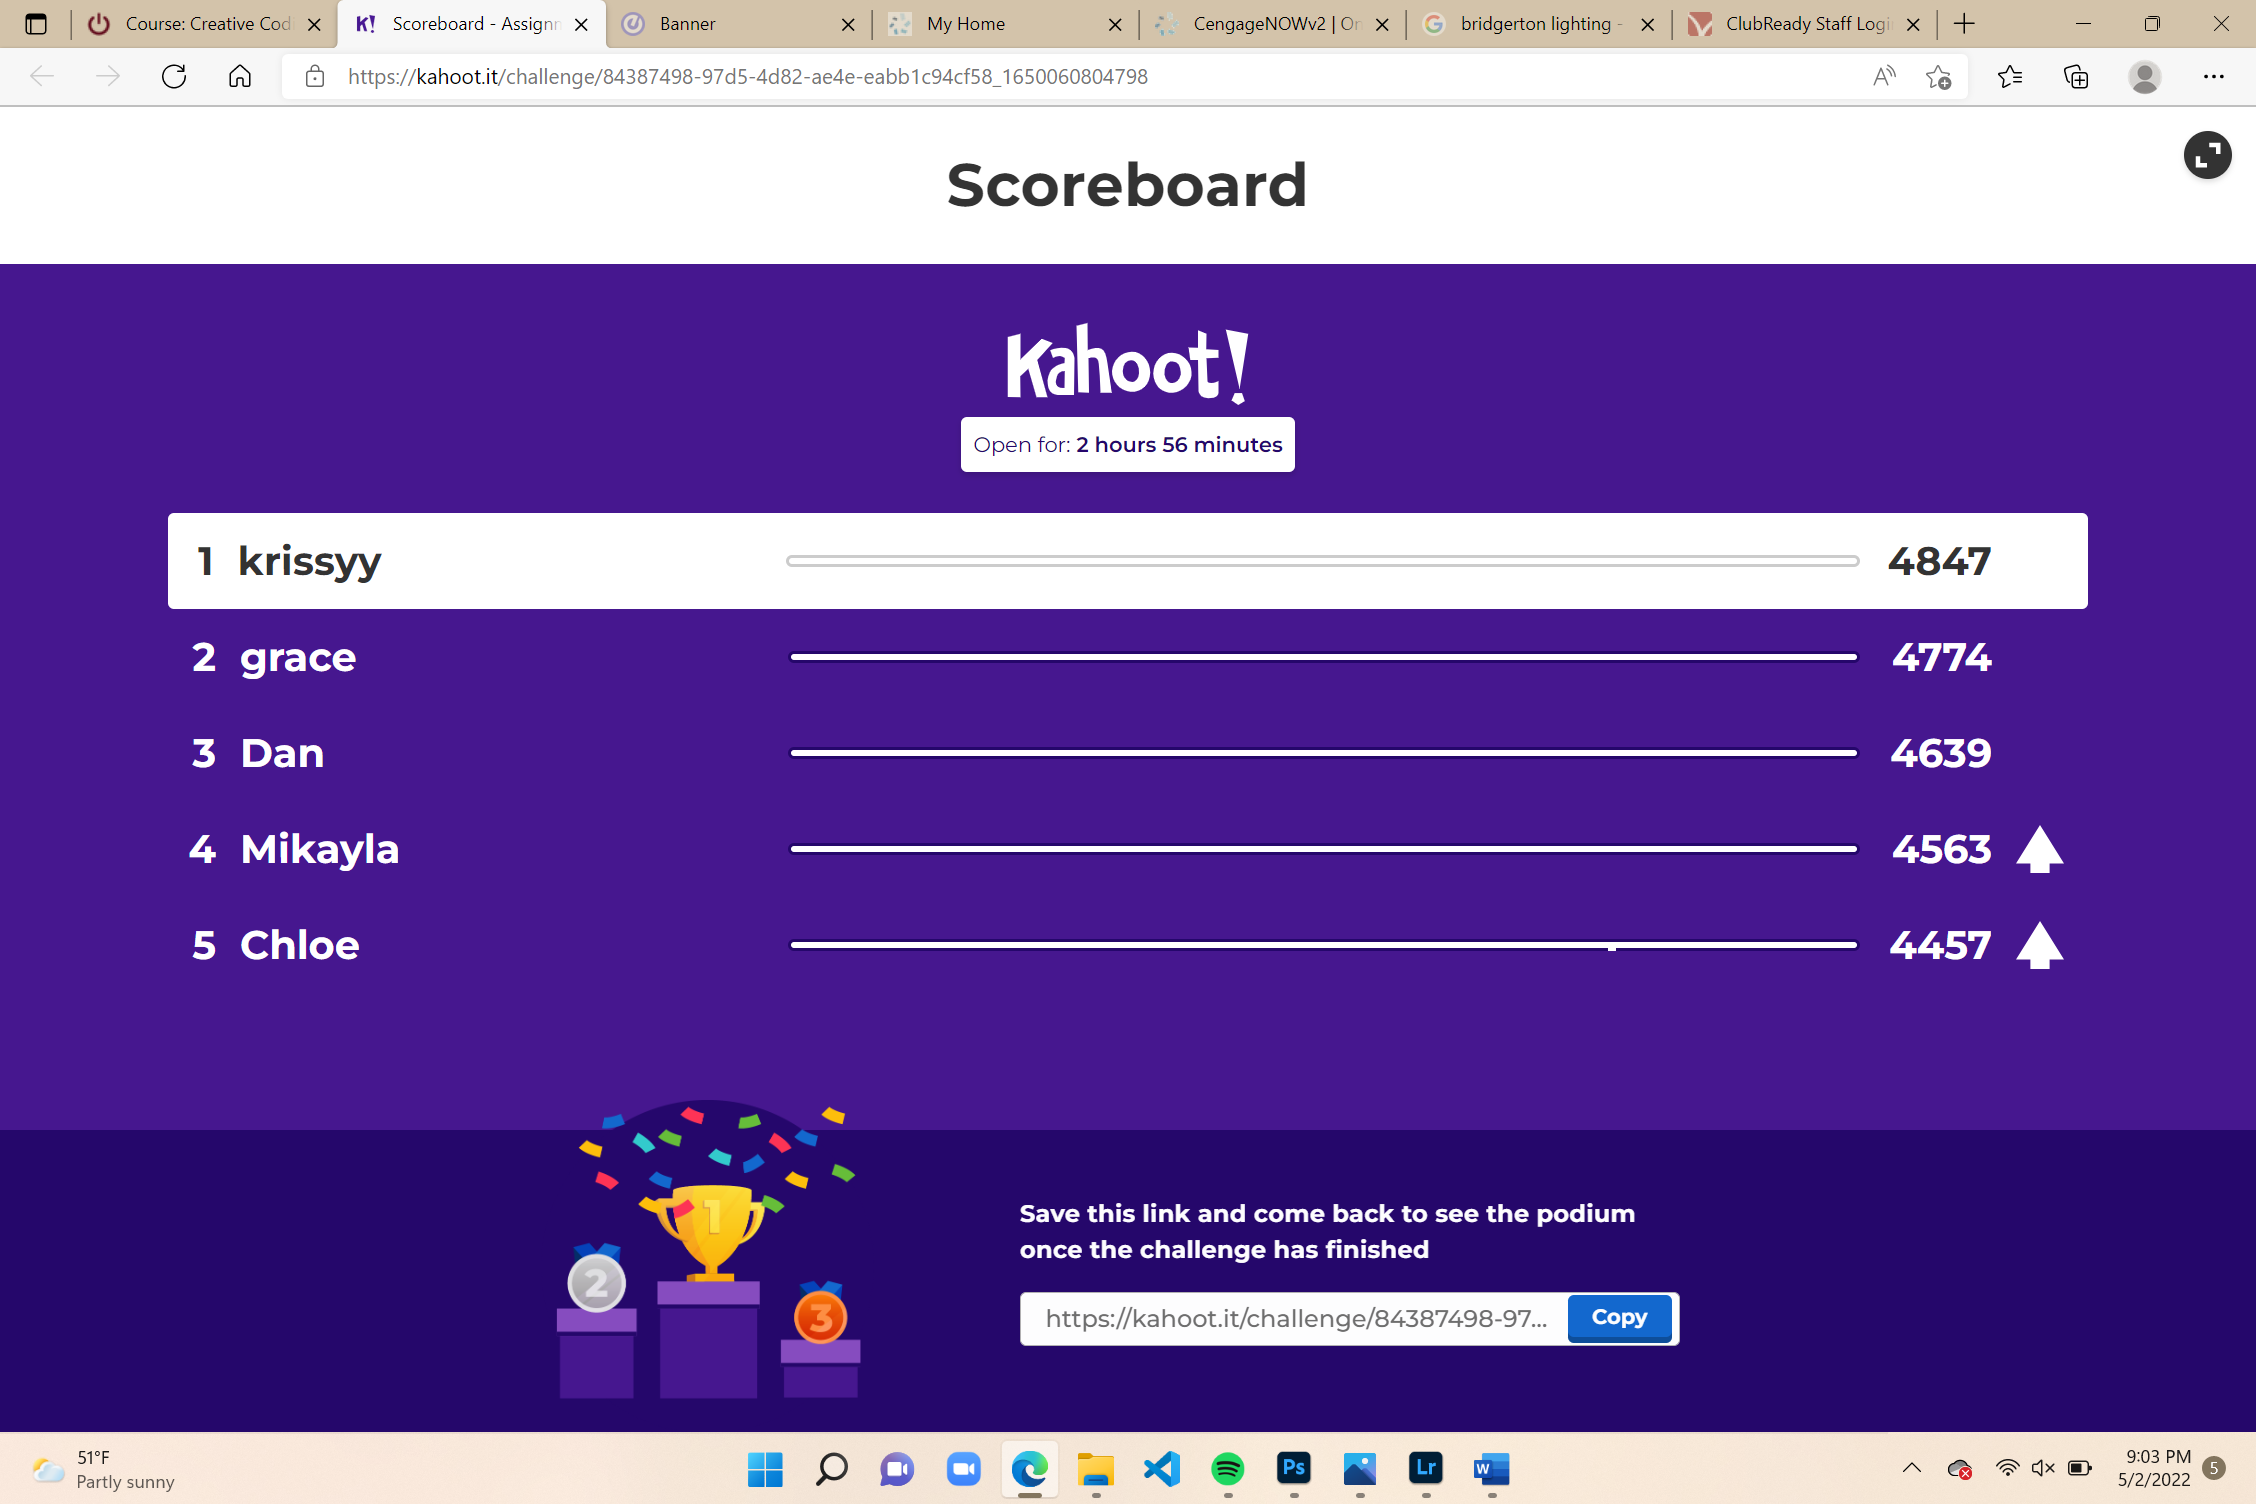 Course: Creative Cod
Scoreboard - Assignm
Banner
My Home
CengageNOWv2 | On
bridgerton lighting -
ClubReady Staff Logi
https://kahoot.it/challenge/84387498-97d5-4d82-ae4e-eabb1c94cf58_1650060804798
Scoreboard
Kahoot!
Open for: 2 hours 56 minutes
1 krissyy 4847
2 grace 4774
3 Dan 4639
4 Mikayla 4563
5 Chloe 4457
1
2
3
Save this link and come back to see the podium
once the challenge has finished
https://kahoot.it/challenge/84387498-97... Copy
51°F
Partly sunny
Ps
Lr
W
9:03 PM
5/2/2022
5